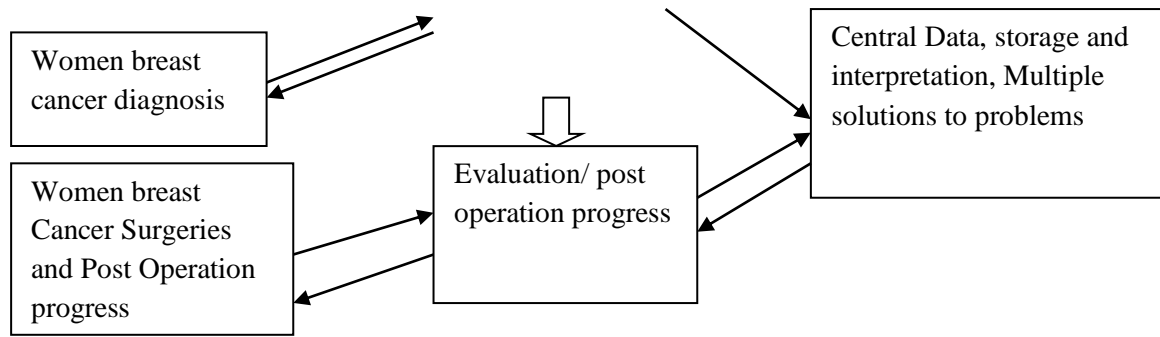 Women breast
cancer diagnosis
Central Data, storage and
interpretation, Multiple
solutions to problems
Women breast
Cancer Surgeries
and Post Operation
progress
Evaluation/ post
operation progress